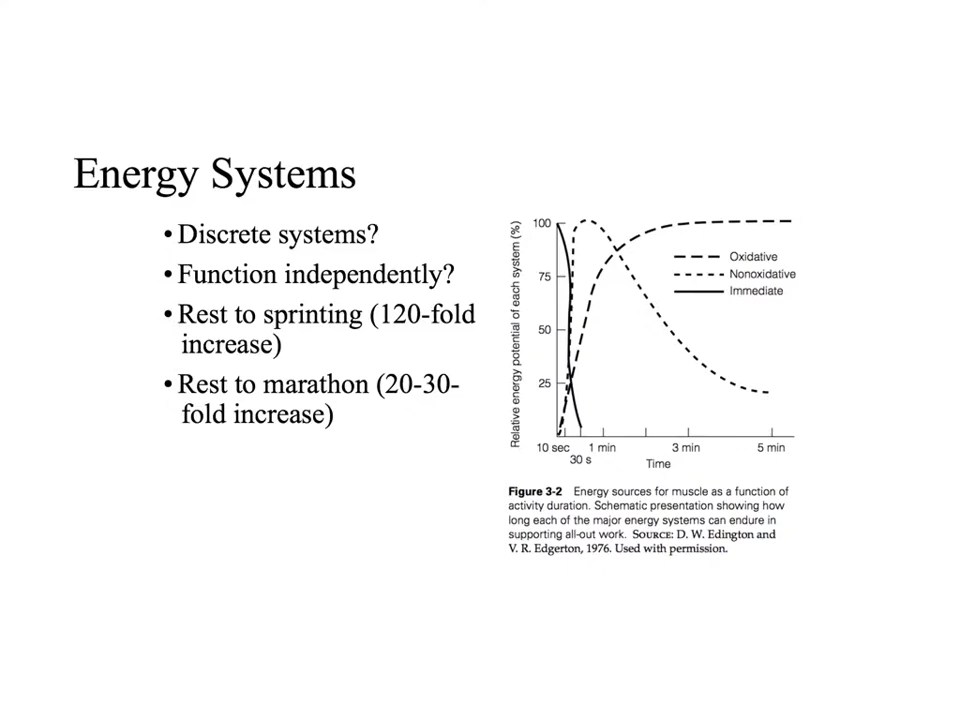 Energy Systems
• Discrete systems?
• Function independently?
• Rest to sprinting (120-fold
increase)
• Rest to marathon (20-30-
fold increase)
Relative energy potential of each system (%)
100
75
50
25
Oxidative
Nonoxidative
Immediate
10 sec 1 min 3 min 5 min
30 s
Time
Figure 3-2 Energy sources for muscle as a function of
activity duration. Schematic presentation showing how
long each of the major energy systems can endure in
supporting all-out work. SOURCE: D. W. Edington and
V. R. Edgerton, 1976. Used with permission.